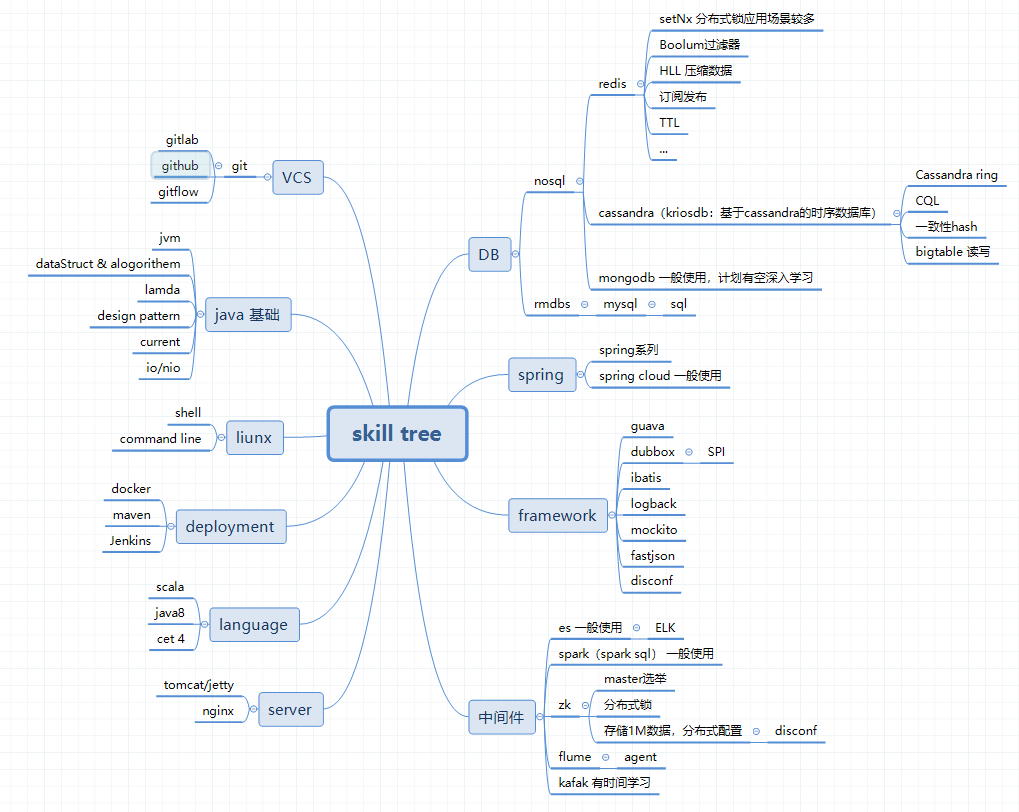 skill tree
VCS
git
gitlab
github
gitflow
java 基础
jvm
dataStruct & alogorithem
lamda
design pattern
current
io/nio
liunx
shell
command line
deployment
docker
maven
Jenkins
language
scala
java8
cet 4
server
tomcat/jetty
nginx
DB
nosql
redis
setNx 分布式锁应用场景较多
Boolum过滤器
HLL 压缩数据
订阅发布
TTL
...
cassandra（kriosdb：基于cassandra的时序数据库）
Cassandra ring
CQL
一致性hash
bigtable 读写
mongodb 一般使用，计划有空深入学习
rmdbs
mysql
sql
spring
spring系列
spring cloud 一般使用
framework
guava
dubbox
SPI
ibatis
logback
mockito
fastjson
disconf
中间件
es 一般使用
ELK
spark（spark sql） 一般使用
zk
master选举
分布式锁
存储1M数据，分布式配置
disconf
flume
agent
kafak 有时间学习